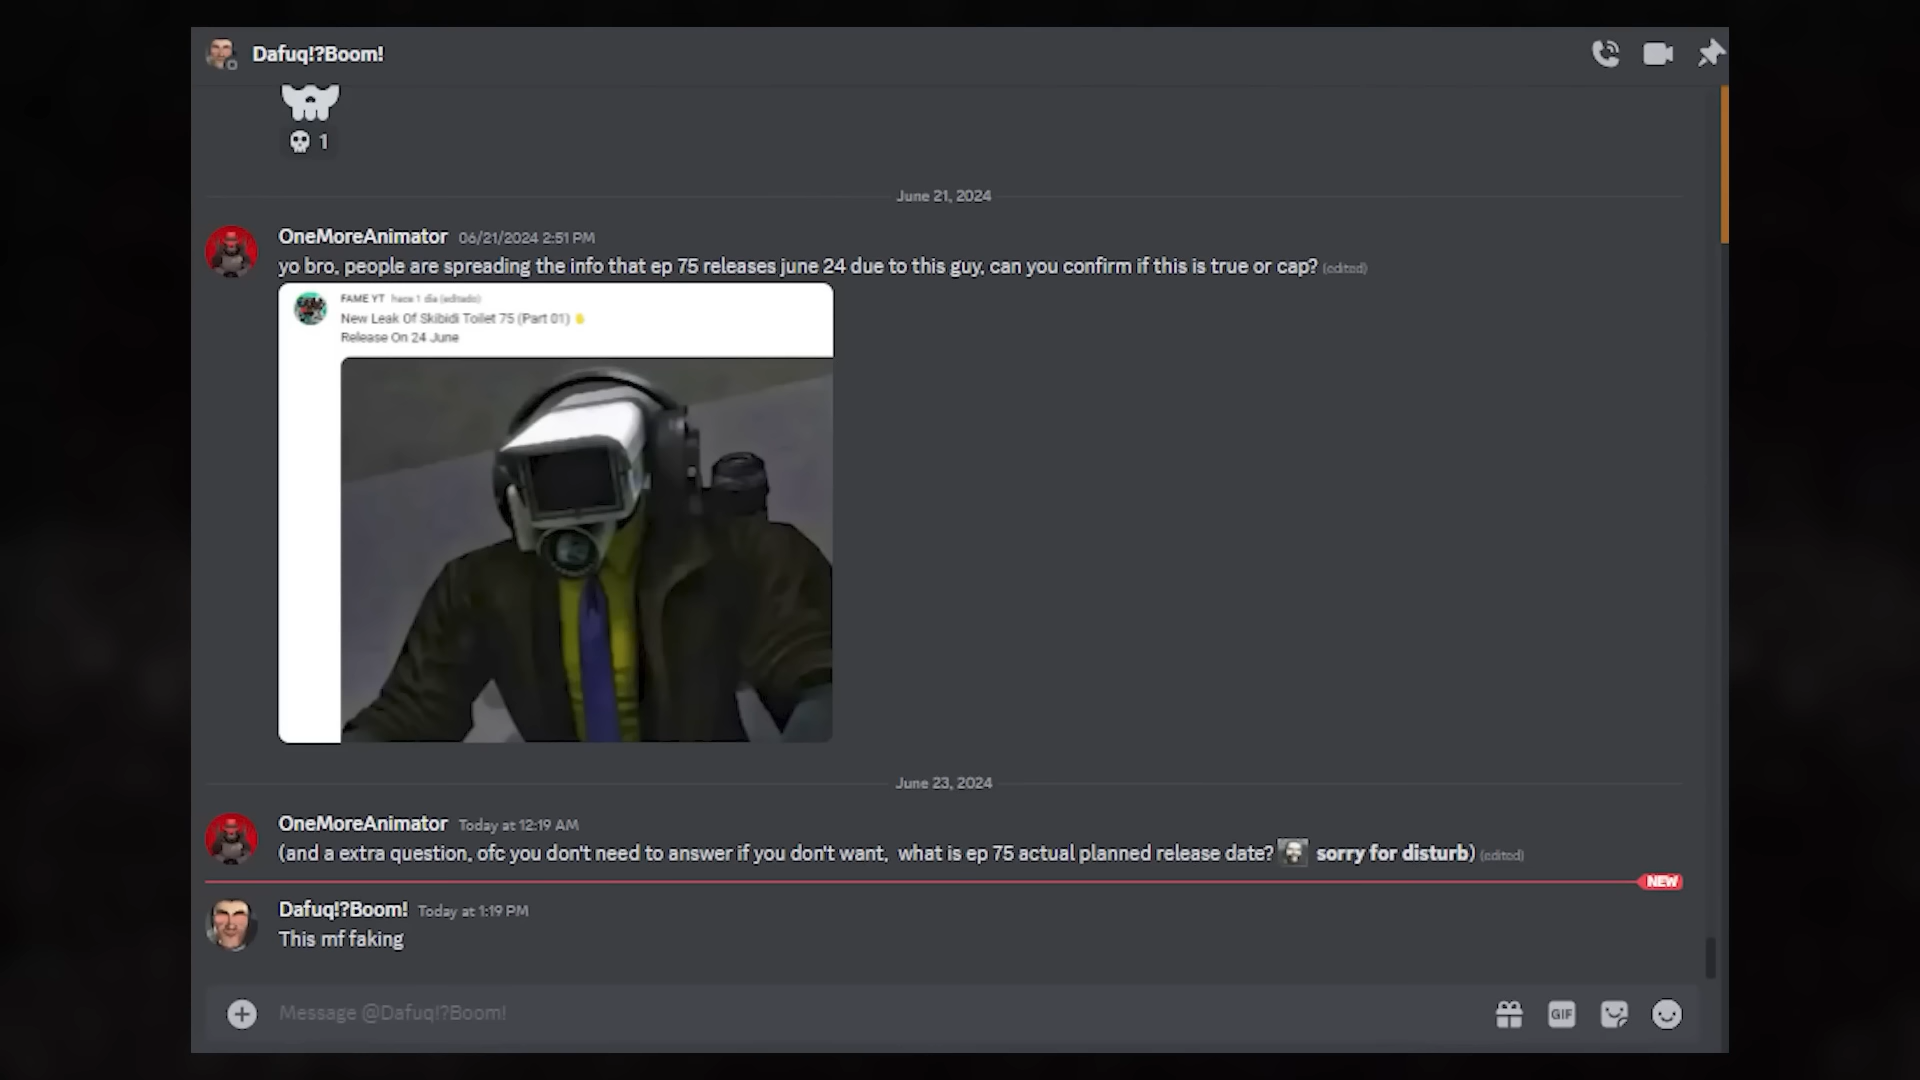 Dafuq!?Boom!
1
June 21, 2024
OneMoreAnimator 06/21/2024 2:51 PM
yo bro, people are spreading the info that ep 75 releases june 24 due to this guy, can you confirm if this is true or cap? (edited)
FAME YT hace 1 día (editado)
New Leak Of Skibidi Toilet 75 (Part 01)
Release On 24 June
June 23, 2024
OneMoreAnimator Today at 12:19 AM
(and a extra question, ofc you don't need to answer if you don't want, what is ep 75 actual planned release date? sorry for disturb) (edited)
NEW
Dafuq!?Boom! Today at 1:19 PM
This mf faking
Message @Dafuq!?Boom!
GIF